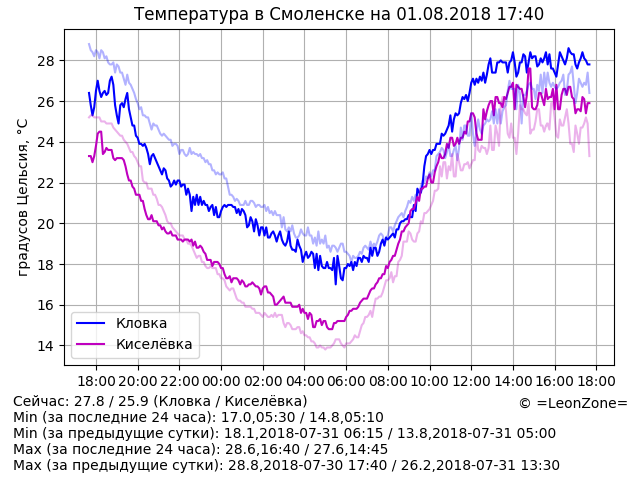 Температура в Смоленске на 01.08.2018 17:40
градусов Цельсия, °C
28
26
24
22
20
18
16
14
Кловка
Киселёвка
18:00 20:00 22:00 00:00 02:00 04:00 06:00 08:00 10:00 12:00 14:00 16:00 18:00
Сейчас: 27.8 / 25.9 (Кловка / Киселёвка)
© =LeonZone=
Min (за последние 24 часа): 17.0,05:30 / 14.8,05:10
Min (за предыдущие сутки): 18.1,2018-07-31 06:15 / 13.8,2018-07-31 05:00
Max (за последние 24 часа): 28.6,16:40 / 27.6,14:45
Max (за предыдущие сутки): 28.8,2018-07-30 17:40 / 26.2,2018-07-31 13:30